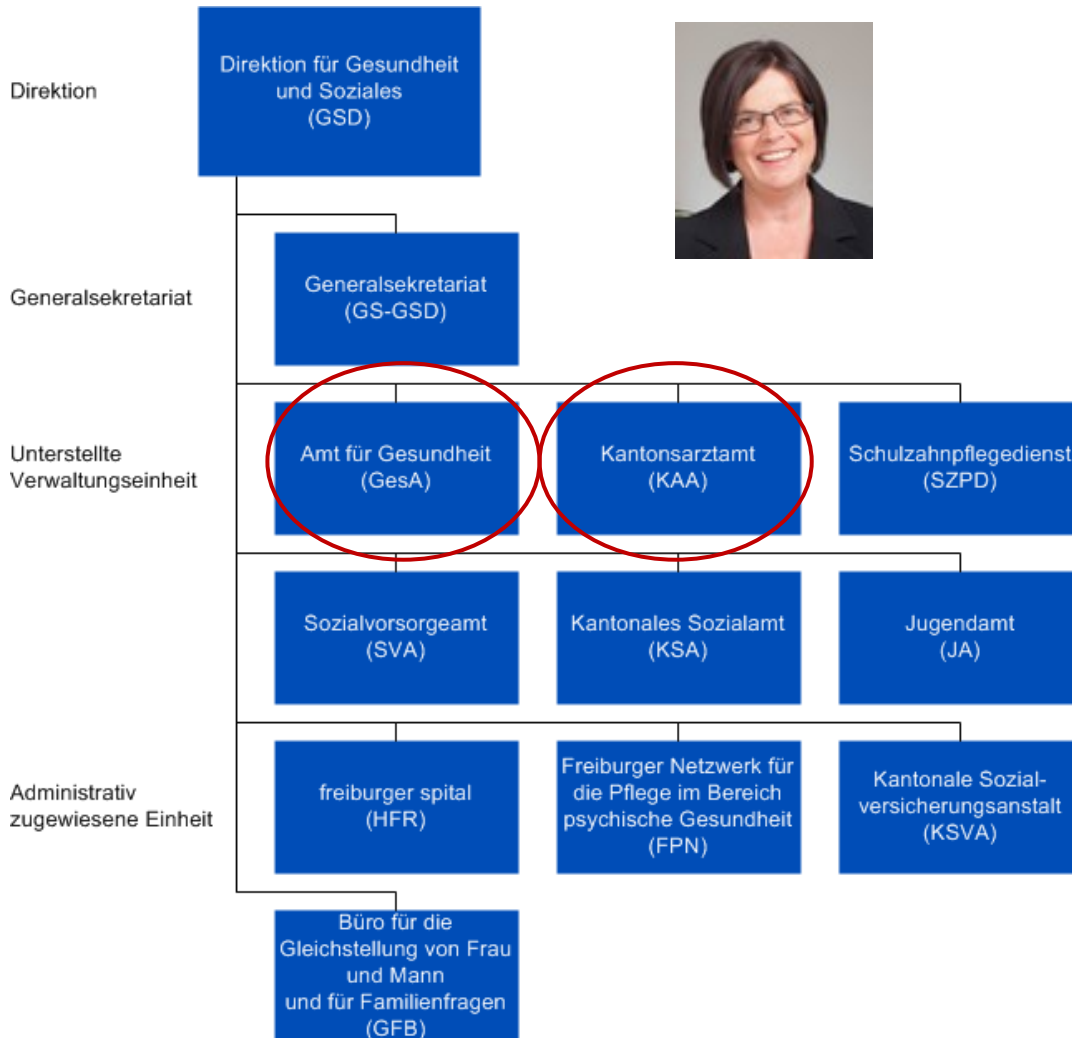 Direktion
Direktion für Gesundheit
und Soziales
(GSD)
Generalsekretariat
Generalsekretariat
(GS-GSD)
Unterstellte
Verwaltungseinheit
Amt für Gesundheit
(GesA)
Kantonsarztamt
(KAA)
Schulzahnpflegedienst
(SZPD)
Sozialvorsorgeamt
(SVA)
Kantonales Sozialamt
(KSA)
Jugendamt
(JA)
Administrativ
zugewiesene Einheit
freiburger spital
(HFR)
Freiburger Netzwerk für
die Pflege im Bereich
psychische Gesundheit
(FPN)
Kantonale Sozial-
versicherungsanstalt
(KSVA)
Büro für die
Gleichstellung von Frau
und Mann
und für Familienfragen
(GFB)